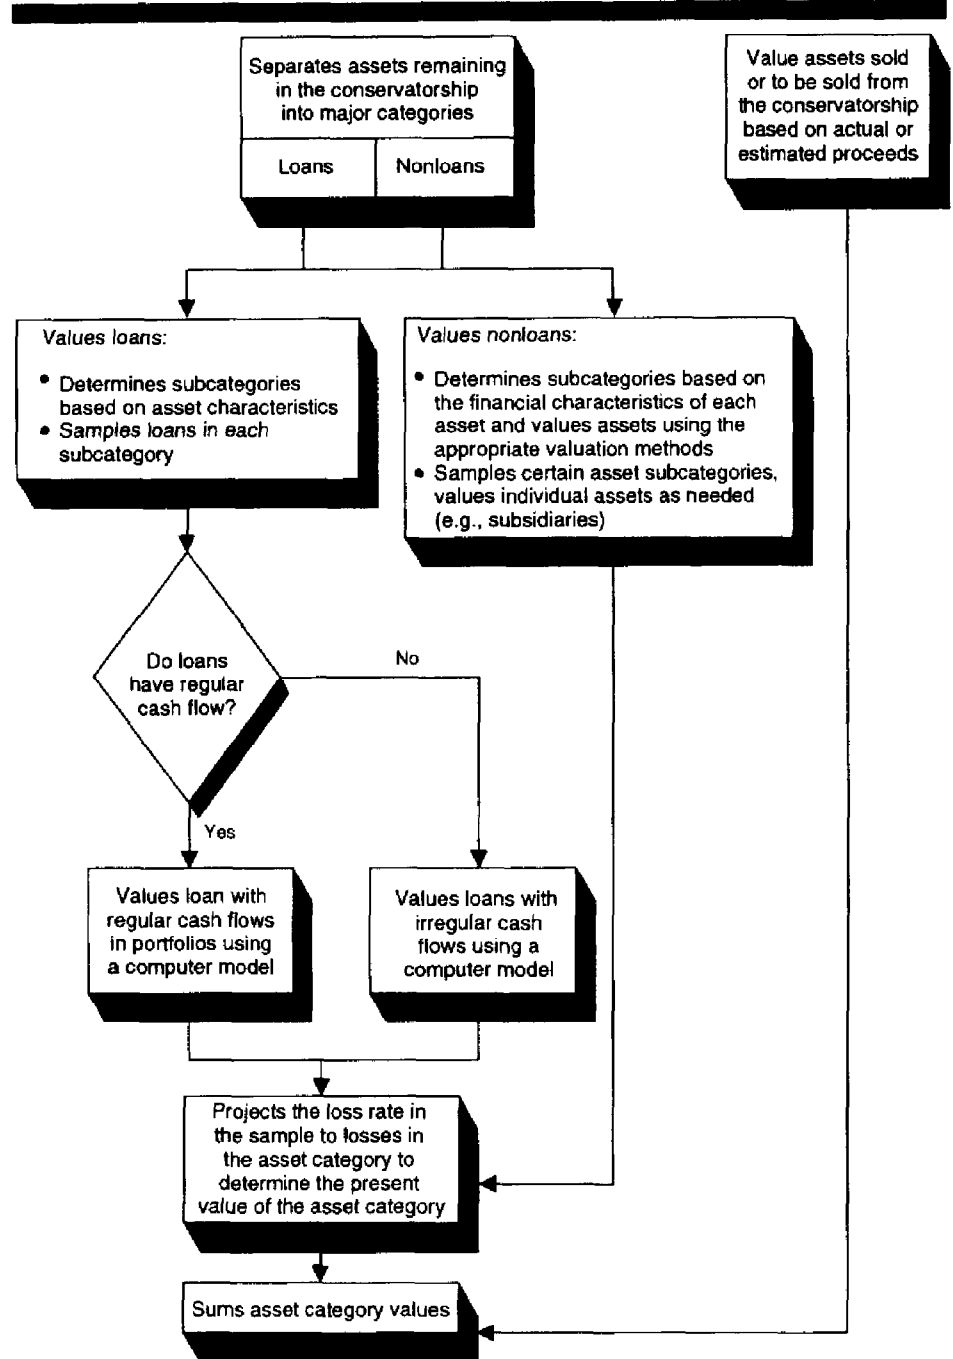 Separates assets remaining
in the conservatorship
into major categories
Loans
Nonloans
Value assets sold
or to be sold from
the conservatorship
based on actual or
estimated proceeds
Values loans:
• Determines subcategories
based on asset characteristics
• Samples loans in each
subcategory
Values nonloans:
• Determines subcategories based on
the financial characteristics of each
asset and values assets using the
appropriate valuation methods
• Samples certain asset subcategories,
values individual assets as needed
(e.g., subsidiaries)
Do loans
have regular
cash flow?
No
Yes
Values loan with
regular cash flows
in portfolios using
a computer model
Values loans with
irregular cash
flows using a
computer model
Projects the loss rate in
the sample to losses in
the asset category to
determine the present
value of the asset category
Sums asset category values